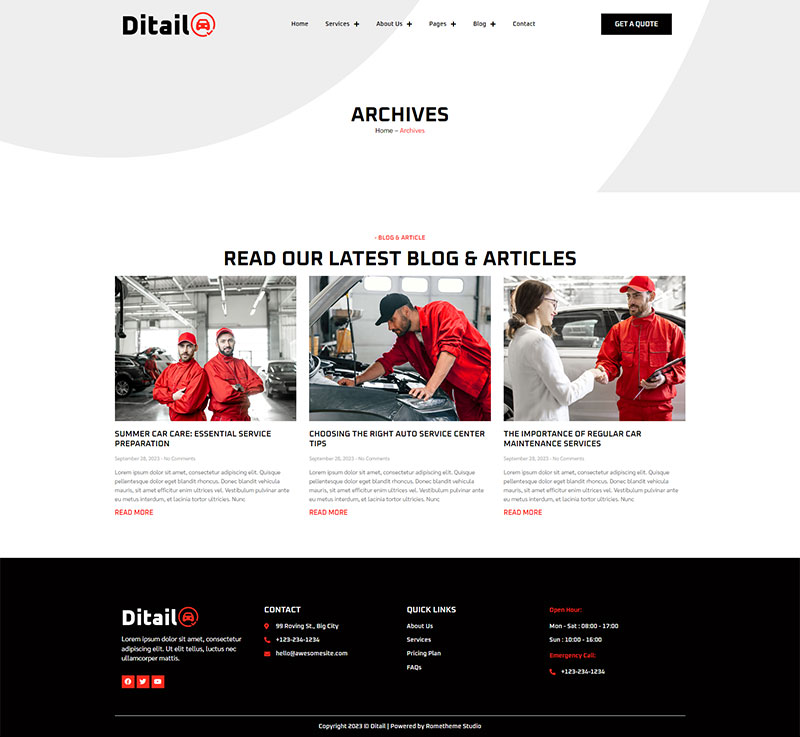 Ditail
Home Services + About Us + Pages + Blog + Contact
GET A QUOTE
ARCHIVES
Home – Archives
- BLOG & ARTICLE
READ OUR LATEST BLOG & ARTICLES
SUMMER CAR CARE: ESSENTIAL SERVICE
PREPARATION
September 28, 2023 - No Comments
Lorem ipsum dolor sit amet, consectetur adipiscing elit. Quisque
pellentesque dolor eget blandit rhoncus. Donec blandit vehicula
mauris, sit amet efficitur enim ultrices vel. Vestibulum pulvinar ante
eu metus interdum, et lacinia tortor ultricies. Nunc
READ MORE
CHOOSING THE RIGHT AUTO SERVICE CENTER
TIPS
September 28, 2023 - No Comments
Lorem ipsum dolor sit amet, consectetur adipiscing elit. Quisque
pellentesque dolor eget blandit rhoncus. Donec blandit vehicula
mauris, sit amet efficitur enim ultrices vel. Vestibulum pulvinar ante
eu metus interdum, et lacinia tortor ultricies. Nunc
READ MORE
THE IMPORTANCE OF REGULAR CAR
MAINTENANCE SERVICES
September 28, 2023 - No Comments
Lorem ipsum dolor sit amet, consectetur adipiscing elit. Quisque
pellentesque dolor eget blandit rhoncus. Donec blandit vehicula
mauris, sit amet efficitur enim ultrices vel. Vestibulum pulvinar ante
eu metus interdum, et lacinia tortor ultricies. Nunc
READ MORE
Ditail
Lorem ipsum dolor sit amet, consectetur
adipiscing elit. Ut elit tellus, luctus nec
ullamcorper mattis.
CONTACT
99 Roving St., Big City
+123-234-1234
hello@awesomesite.com
QUICK LINKS
About Us
Services
Pricing Plan
FAQs
Open Hour:
Mon - Sat : 08:00 - 17:00
Sun : 10:00 - 16:00
Emergency Call:
+123-234-1234
Copyright 2023 © Ditail | Powered by Rometheme Studio